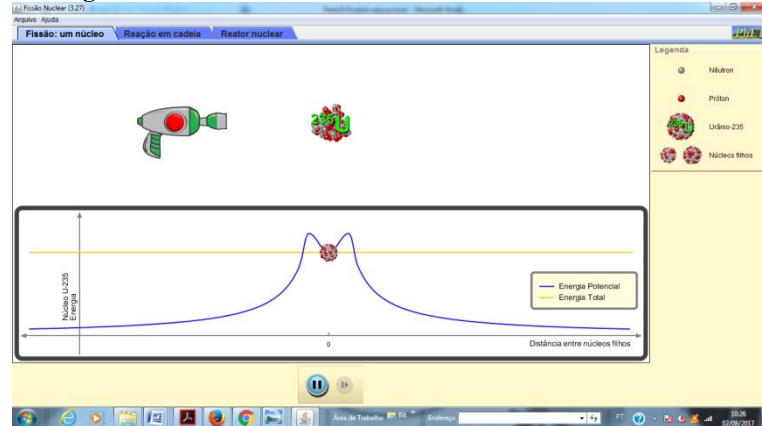 Fissão Nuclear (3.27)
Arquivo Ajuda
Fissão: um núcleo
Reação em cadeia
Reator nuclear
PhET
Legenda
Nêutron
Próton
235U
Urânio-235
Núcleos filhos
235U
Núcleo U-235
Energia
Energia Potencial
Energia Total
0
Distância entre núcleos filhos
Área de Trabalho
Endereço
PT
10:26
02/08/2017